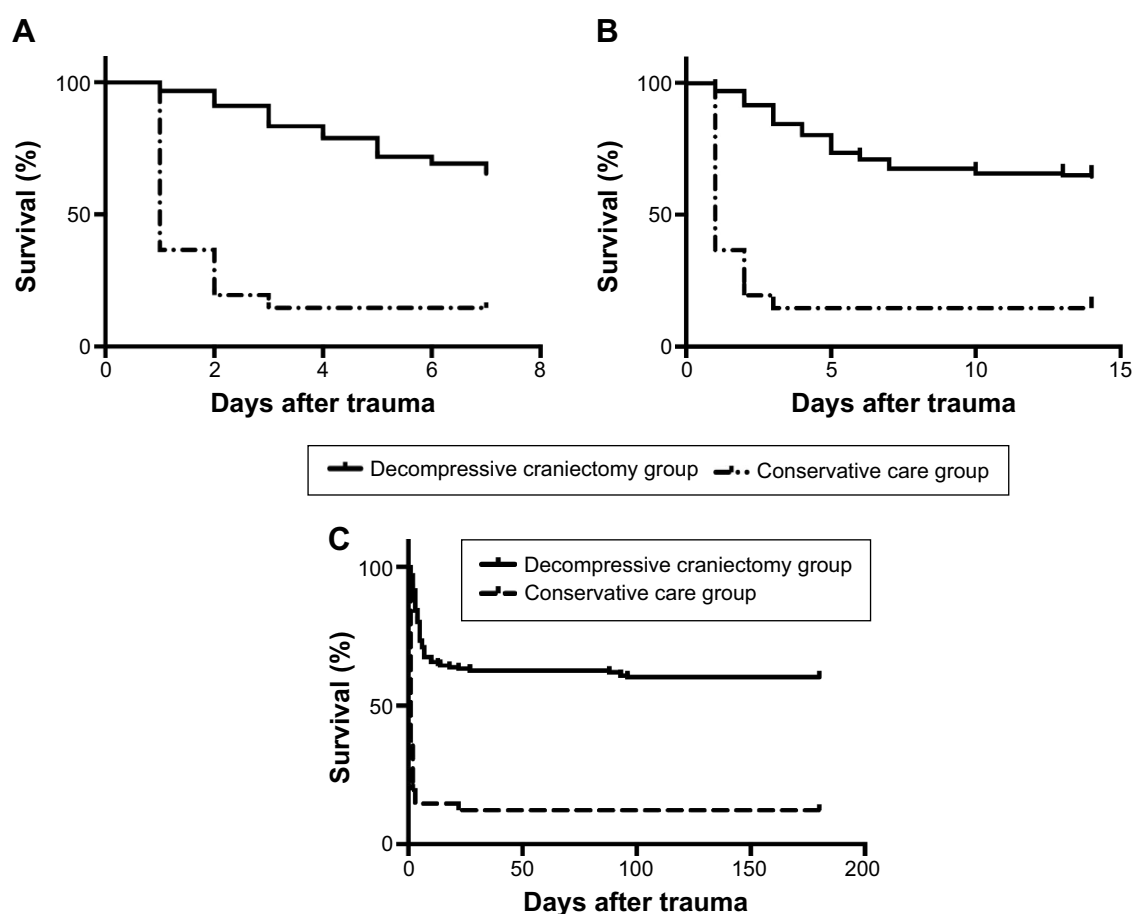 A
Survival (%)
100
50
0
0 2 4 6 8
Days after trauma
B
Survival (%)
100
50
0
0 5 10 15
Days after trauma
Decompressive craniectomy group Conservative care group
C
Decompressive craniectomy group
Conservative care group
Survival (%)
100
50
0
0 50 100 150 200
Days after trauma